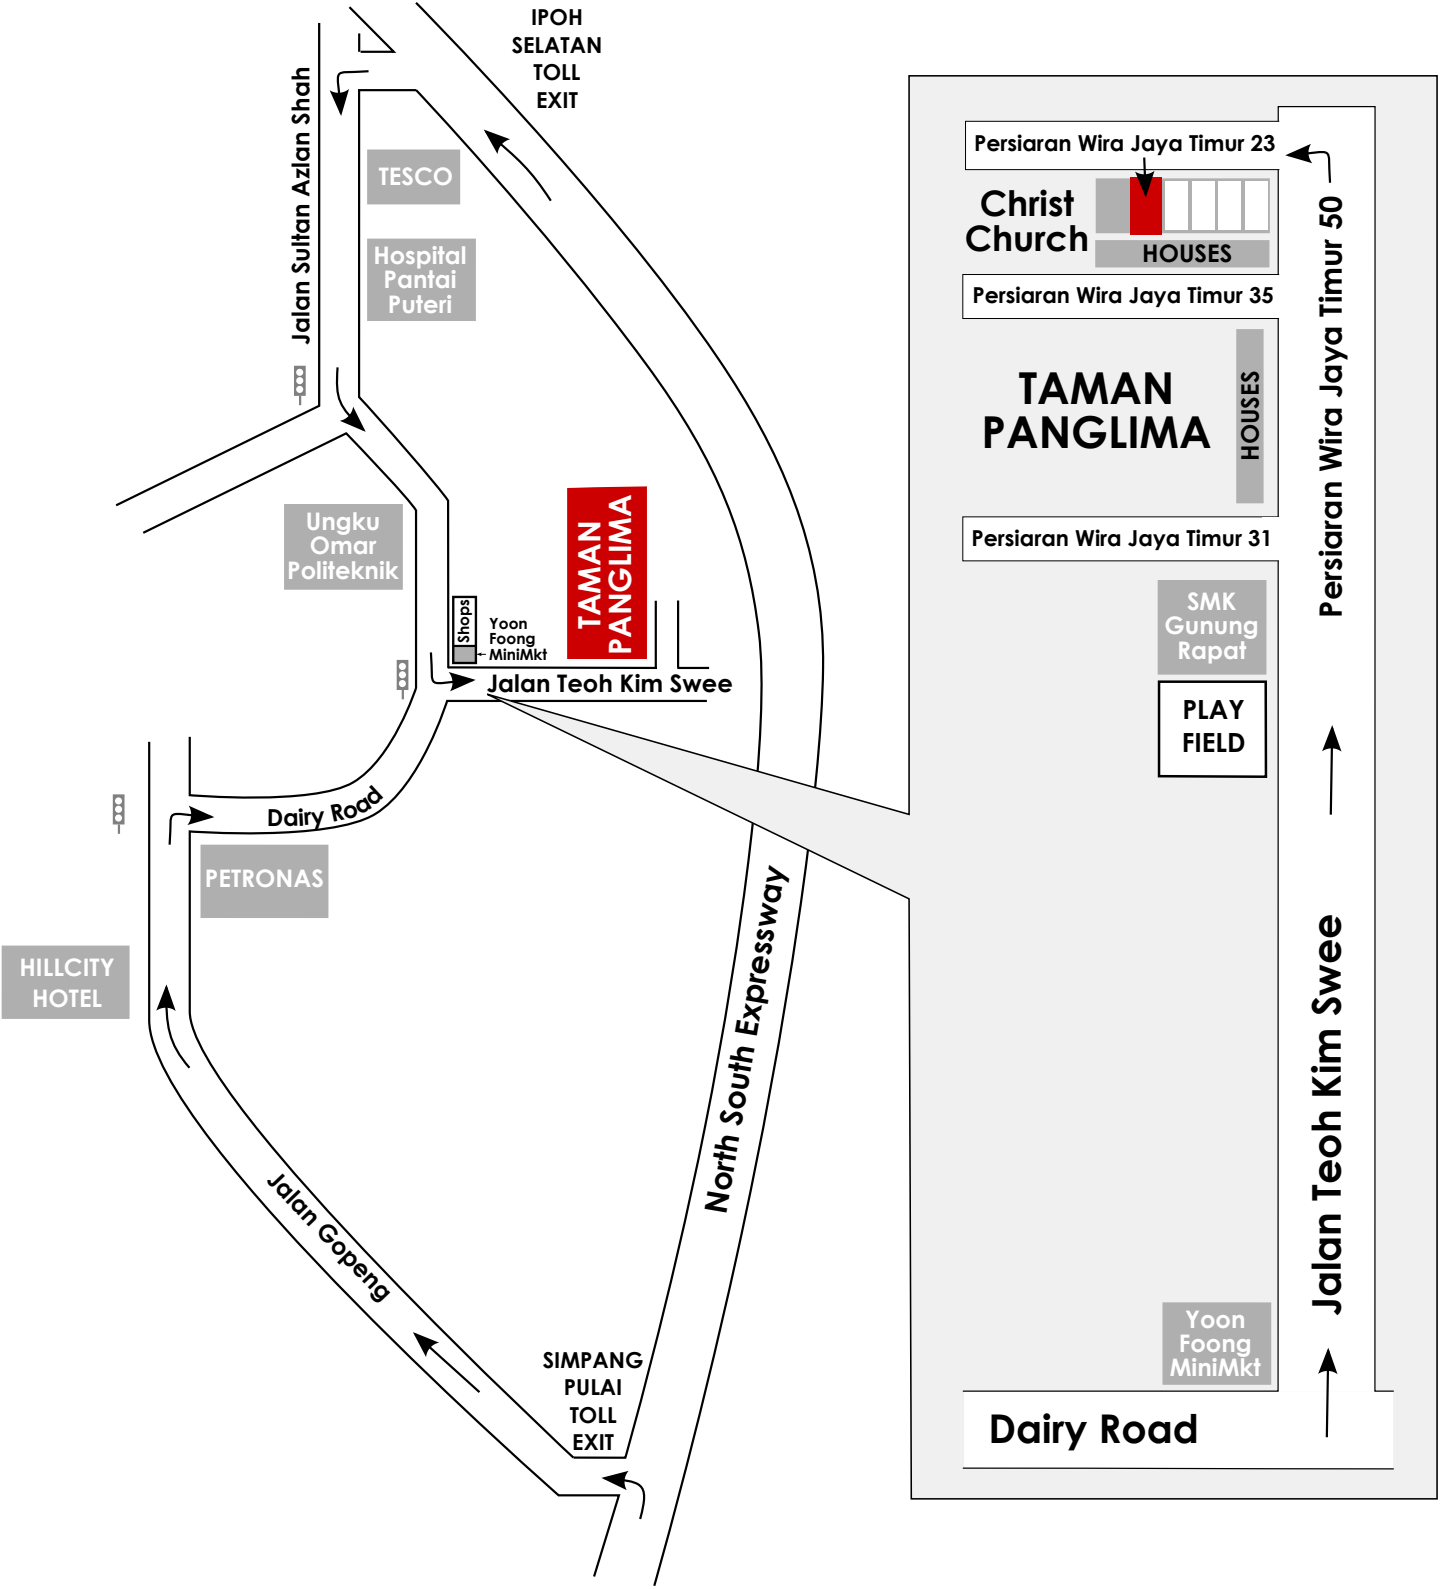 IPOH
SELATAN
TOLL
EXIT
Jalan Sultan Azlan Shah
TESCO
Hospital
Pantai
Puteri
Ungku
Omar
Politeknik
Shops
Yoon
Foong
MiniMkt
TAMAN
PANGLIMA
Jalan Teoh Kim Swee
Dairy Road
PETRONAS
HILLCITY
HOTEL
North South Expressway
Jalan Gopeng
SIMPANG
PULAI
TOLL
EXIT
Persiaran Wira Jaya Timur 23
Christ
Church
HOUSES
Persiaran Wira Jaya Timur 35
TAMAN
PANGLIMA
HOUSES
Persiaran Wira Jaya Timur 50
Persiaran Wira Jaya Timur 31
SMK
Gunung
Rapat
PLAY
FIELD
Jalan Teoh Kim Swee
Yoon
Foong
MiniMkt
Dairy Road